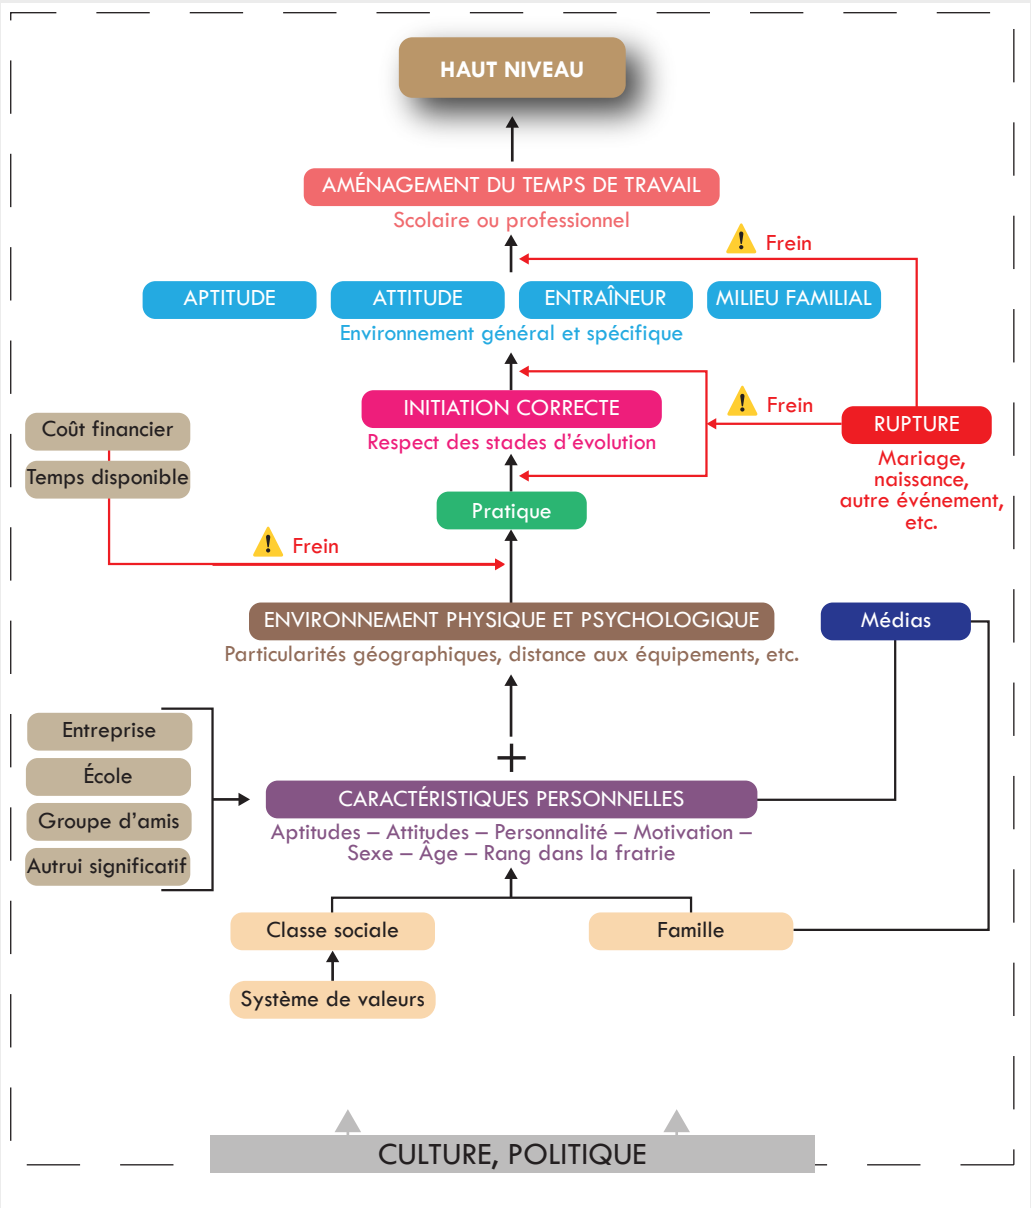 HAUT NIVEAU
AMÉNAGEMENT DU TEMPS DE TRAVAIL
Scolaire ou professionnel
Frein
APTITUDE
ATTITUDE
ENTRAÎNEUR
MILIEU FAMILIAL
Environnement général et spécifique
INITIATION CORRECTE
Respect des stades d’évolution
Frein
RUPTURE
Mariage,
naissance,
autre événement,
etc.
Coût financier
Temps disponible
Pratique
Frein
ENVIRONNEMENT PHYSIQUE ET PSYCHOLOGIQUE
Particularités géographiques, distance aux équipements, etc.
Médias
+
Entreprise
École
Groupe d’amis
Autrui significatif
CARACTÉRISTIQUES PERSONNELLES
Aptitudes – Attitudes – Personnalité – Motivation –
Sexe – Âge – Rang dans la fratrie
Classe sociale
Famille
Système de valeurs
CULTURE, POLITIQUE